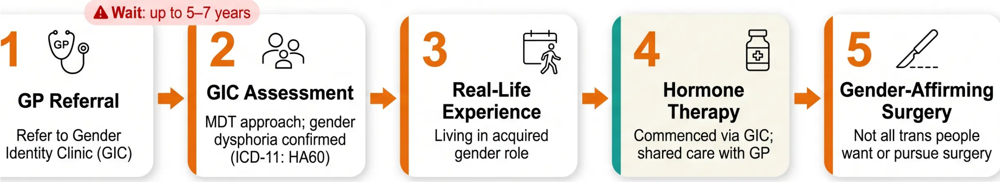 Wait: up to 5–7 years
1
GP
GP Referral
Refer to Gender
Identity Clinic (GIC)
2
GIC Assessment
MDT approach; gender
dysphoria confirmed
(ICD-11: HA60)
3
Real-Life
Experience
Living in acquired
gender role
4
Hormone
Therapy
Commenced via GIC;
shared care with GP
5
Gender-Affirming
Surgery
Not all trans people
want or pursue surgery